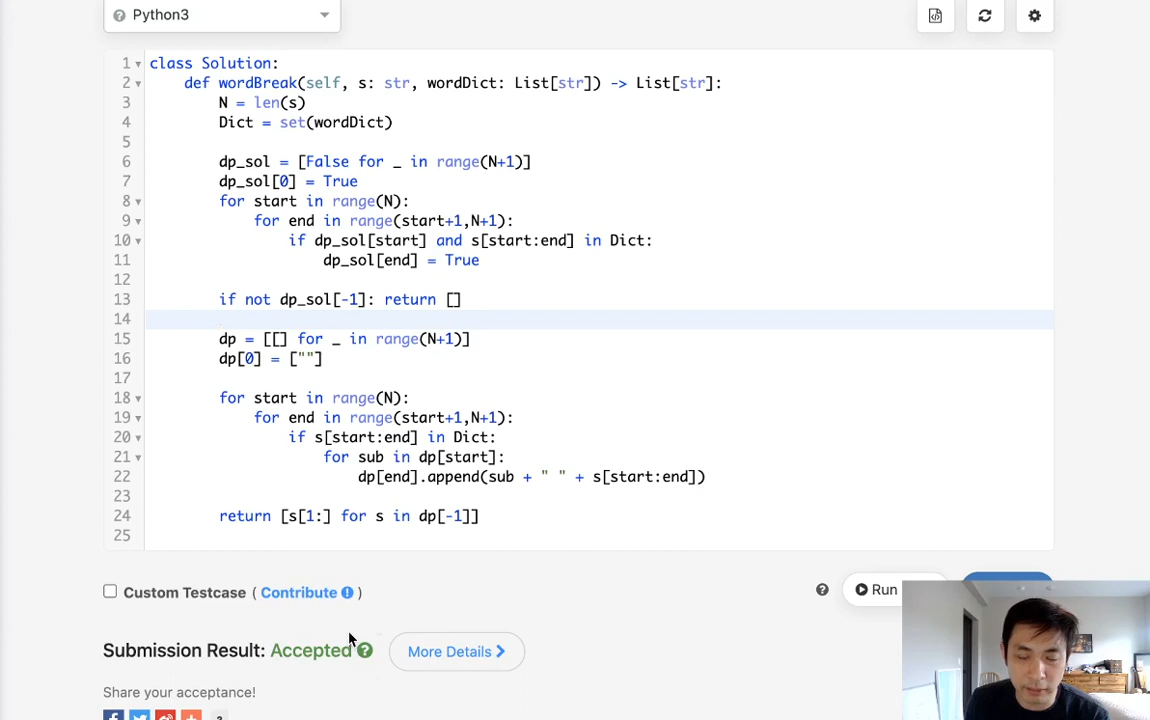 Python3
1 class Solution:
2 def wordBreak(self, s: str, wordDict: List[str]) -> List[str]:
3 N = len(s)
4 Dict = set(wordDict)
5
6 dp_sol = [False for _ in range(N+1)]
7 dp_sol[0] = True
8 for start in range(N):
9 for end in range(start+1,N+1):
10 if dp_sol[start] and s[start:end] in Dict:
11 dp_sol[end] = True
12
13 if not dp_sol[-1]: return []
14
15 dp = [[] for _ in range(N+1)]
16 dp[0] = [""]
17
18 for start in range(N):
19 for end in range(start+1,N+1):
20 if s[start:end] in Dict:
21 for sub in dp[start]:
22 dp[end].append(sub + " " + s[start:end])
23
24 return [s[1:] for s in dp[-1]]
25
Custom Testcase ( Contribute )
Run
Submission Result: Accepted
More Details
Share your acceptance!